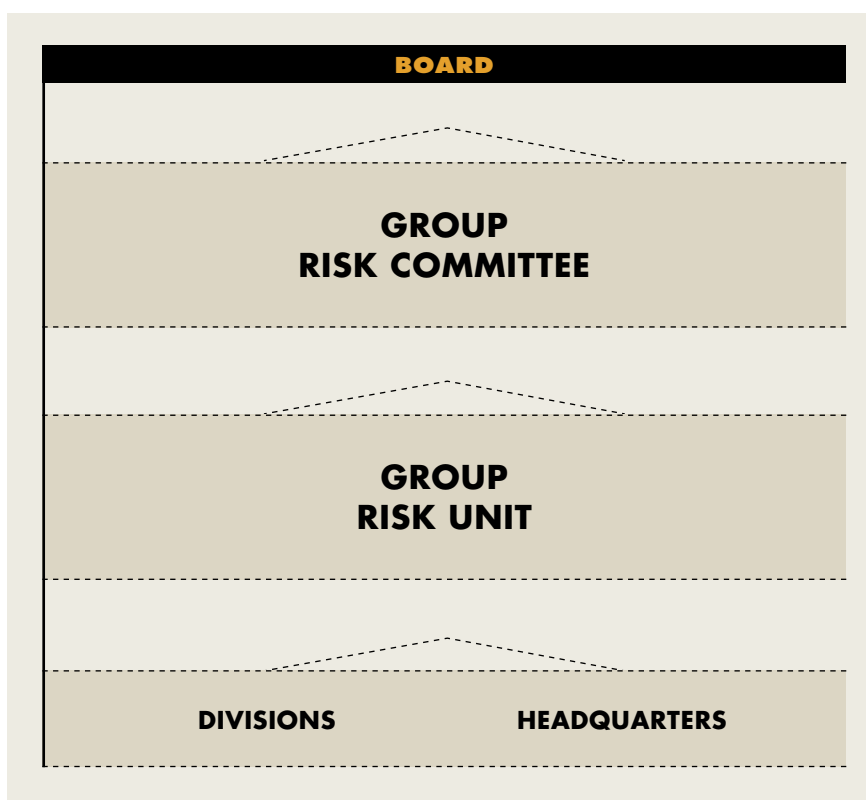 BOARD
GROUP
RISK COMMITTEE
GROUP
RISK UNIT
DIVISIONS HEADQUARTERS